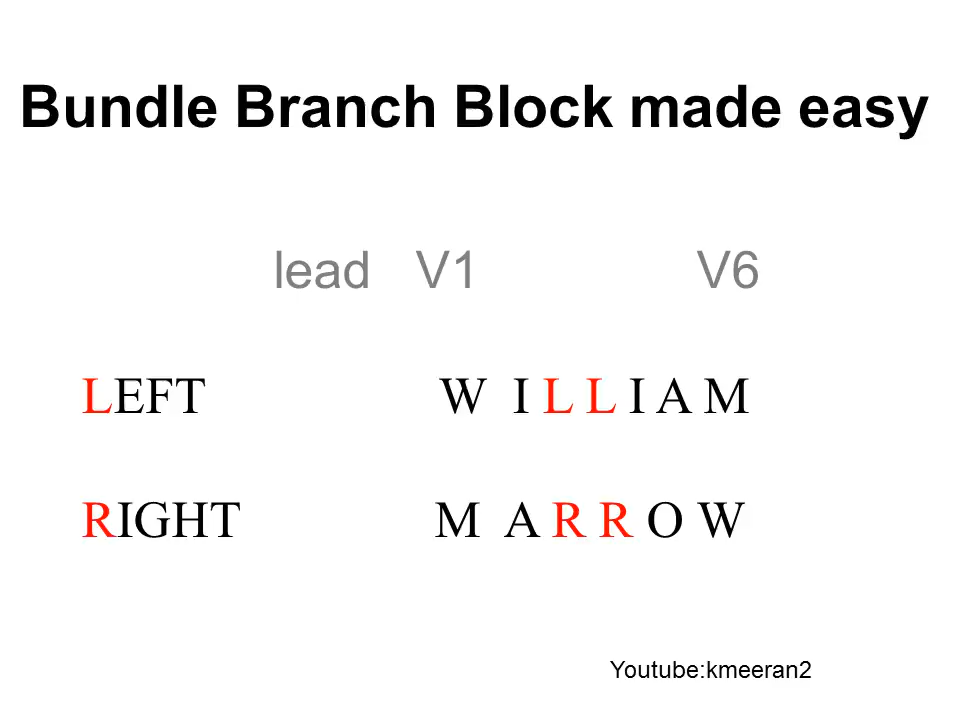 Bundle Branch Block made easy
lead V1 V6
LEFT W I L L I A M
RIGHT M A R R O W
Youtube:kmeeran2